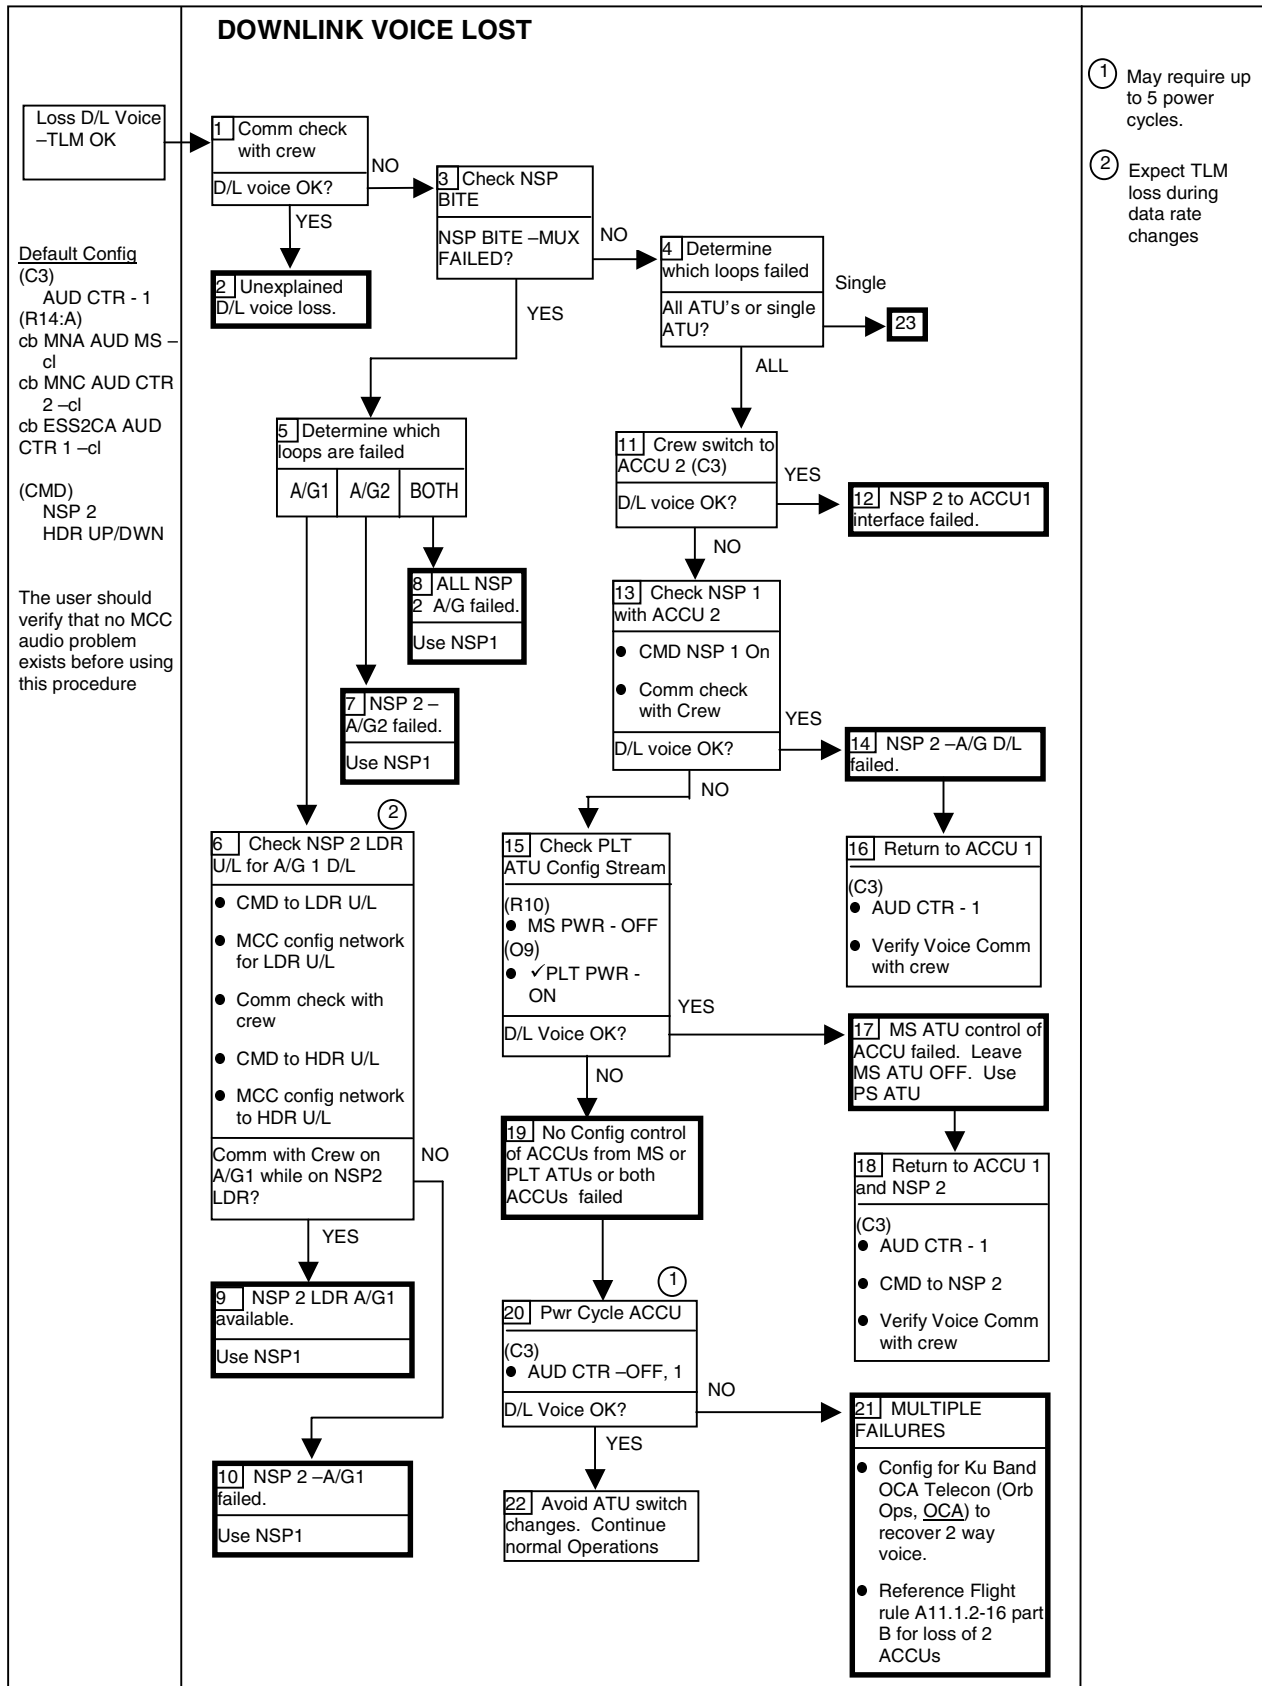 DOWNLINK VOICE LOST
Loss D/L Voice
–TLM OK
Default Config
(C3)
AUD CTR - 1
(R14:A)
cb MNA AUD MS –
cl
cb MNC AUD CTR
2 –cl
cb ESS2CA AUD
CTR 1 –cl
(CMD)
NSP 2
HDR UP/DWN
The user should
verify that no MCC
audio problem
exists before using
this procedure
1 Comm check
with crew
D/L voice OK?
NO
YES
2 Unexplained
D/L voice loss.
3 Check NSP
BITE
NSP BITE –MUX
FAILED?
NO
YES
4 Determine
which loops failed
All ATU's or single
ATU?
Single
23
ALL
5 Determine which
loops are failed
A/G1 A/G2 BOTH
8 ALL NSP
2 A/G failed.
Use NSP1
7 NSP 2 –
A/G2 failed.
Use NSP1
2
6 Check NSP 2 LDR
U/L for A/G 1 D/L
● CMD to LDR U/L
● MCC config network
for LDR U/L
● Comm check with
crew
● CMD to HDR U/L
● MCC config network
to HDR U/L
Comm with Crew on
A/G1 while on NSP2
LDR?
NO
YES
9 NSP 2 LDR A/G1
available.
Use NSP1
10 NSP 2 –A/G1
failed.
Use NSP1
11 Crew switch to
ACCU 2 (C3)
D/L voice OK?
YES
NO
12 NSP 2 to ACCU1
interface failed.
13 Check NSP 1
with ACCU 2
● CMD NSP 1 On
● Comm check
with Crew
D/L voice OK?
YES
NO
14 NSP 2 –A/G D/L
failed.
16 Return to ACCU 1
(C3)
● AUD CTR - 1
● Verify Voice Comm
with crew
15 Check PLT
ATU Config Stream
(R10)
● MS PWR - OFF
(O9)
● ✓PLT PWR -
ON
D/L Voice OK?
YES
NO
17 MS ATU control of
ACCU failed. Leave
MS ATU OFF. Use
PS ATU
18 Return to ACCU 1
and NSP 2
(C3)
● AUD CTR - 1
● CMD to NSP 2
● Verify Voice Comm
with crew
19 No Config control
of ACCUs from MS or
PLT ATUs or both
ACCUs failed
1
20 Pwr Cycle ACCU
(C3)
● AUD CTR –OFF, 1
D/L Voice OK?
NO
YES
21 MULTIPLE
FAILURES
● Config for Ku Band
OCA Telecon (Orb
Ops, OCA) to
recover 2 way
voice.
● Reference Flight
rule A11.1.2-16 part
B for loss of 2
ACCUs
22 Avoid ATU switch
changes. Continue
normal Operations
1 May require up
to 5 power
cycles.
2 Expect TLM
loss during
data rate
changes